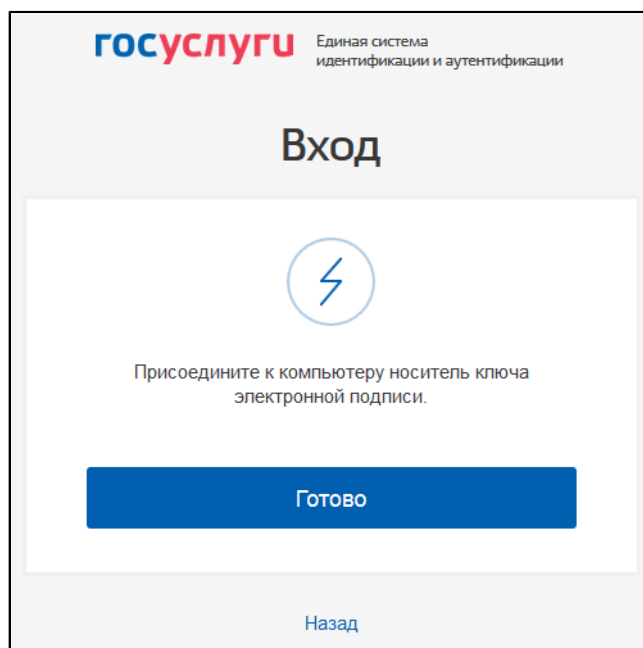 госуслуги
Единая система
идентификации и аутентификации
Вход
Присоедините к компьютеру носитель ключа
электронной подписи.
Готово
Назад